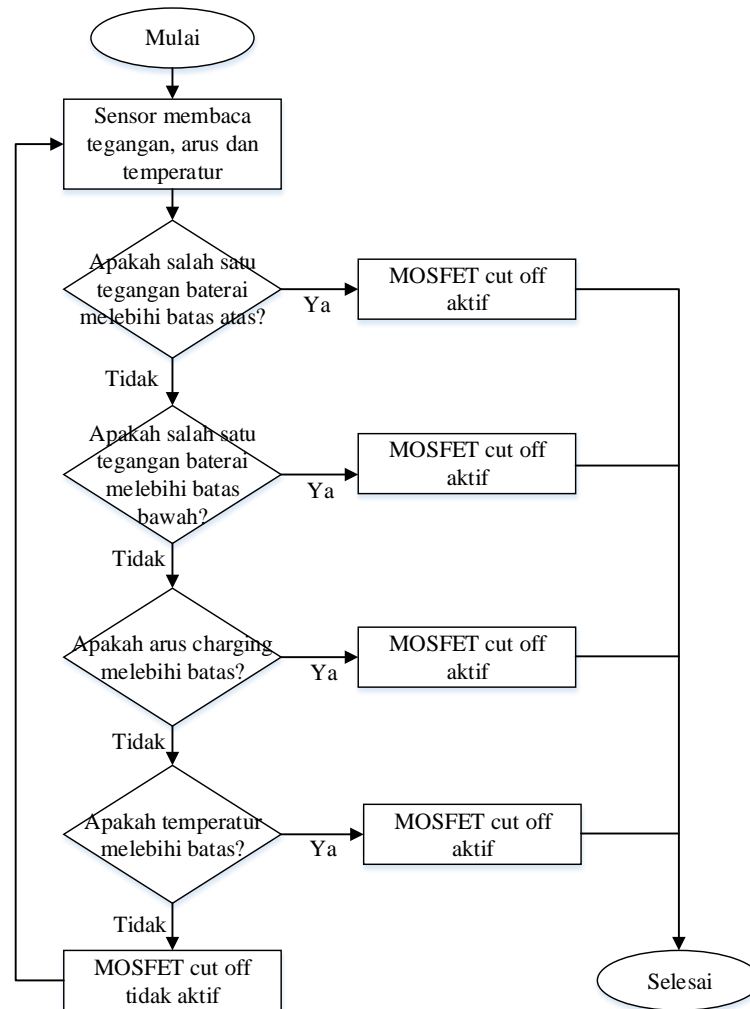 Mulai
Sensor membaca
tegangan, arus dan
temperatur
Apakah salah satu
tegangan baterai
melebihi batas atas?
Ya
MOSFET cut off
aktif
Tidak
Apakah salah satu
tegangan baterai
melebihi batas
bawah?
Ya
MOSFET cut off
aktif
Tidak
Apakah arus charging
melebihi batas?
Ya
MOSFET cut off
aktif
Tidak
Apakah temperatur
melebihi batas?
Ya
MOSFET cut off
aktif
Tidak
MOSFET cut off
tidak aktif
Selesai